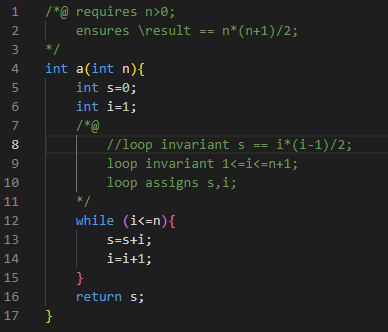 1 /*@ requires n>0;
2     ensures \result == n*(n+1)/2;
3 */
4 int a(int n){
5     int s=0;
6     int i=1;
7     /*@
8         //loop invariant s == i*(i-1)/2;
9         loop invariant 1<=i<=n+1;
10         loop assigns s,i;
11     */
12     while (i<=n){
13         s=s+i;
14         i=i+1;
15     }
16     return s;
17 }